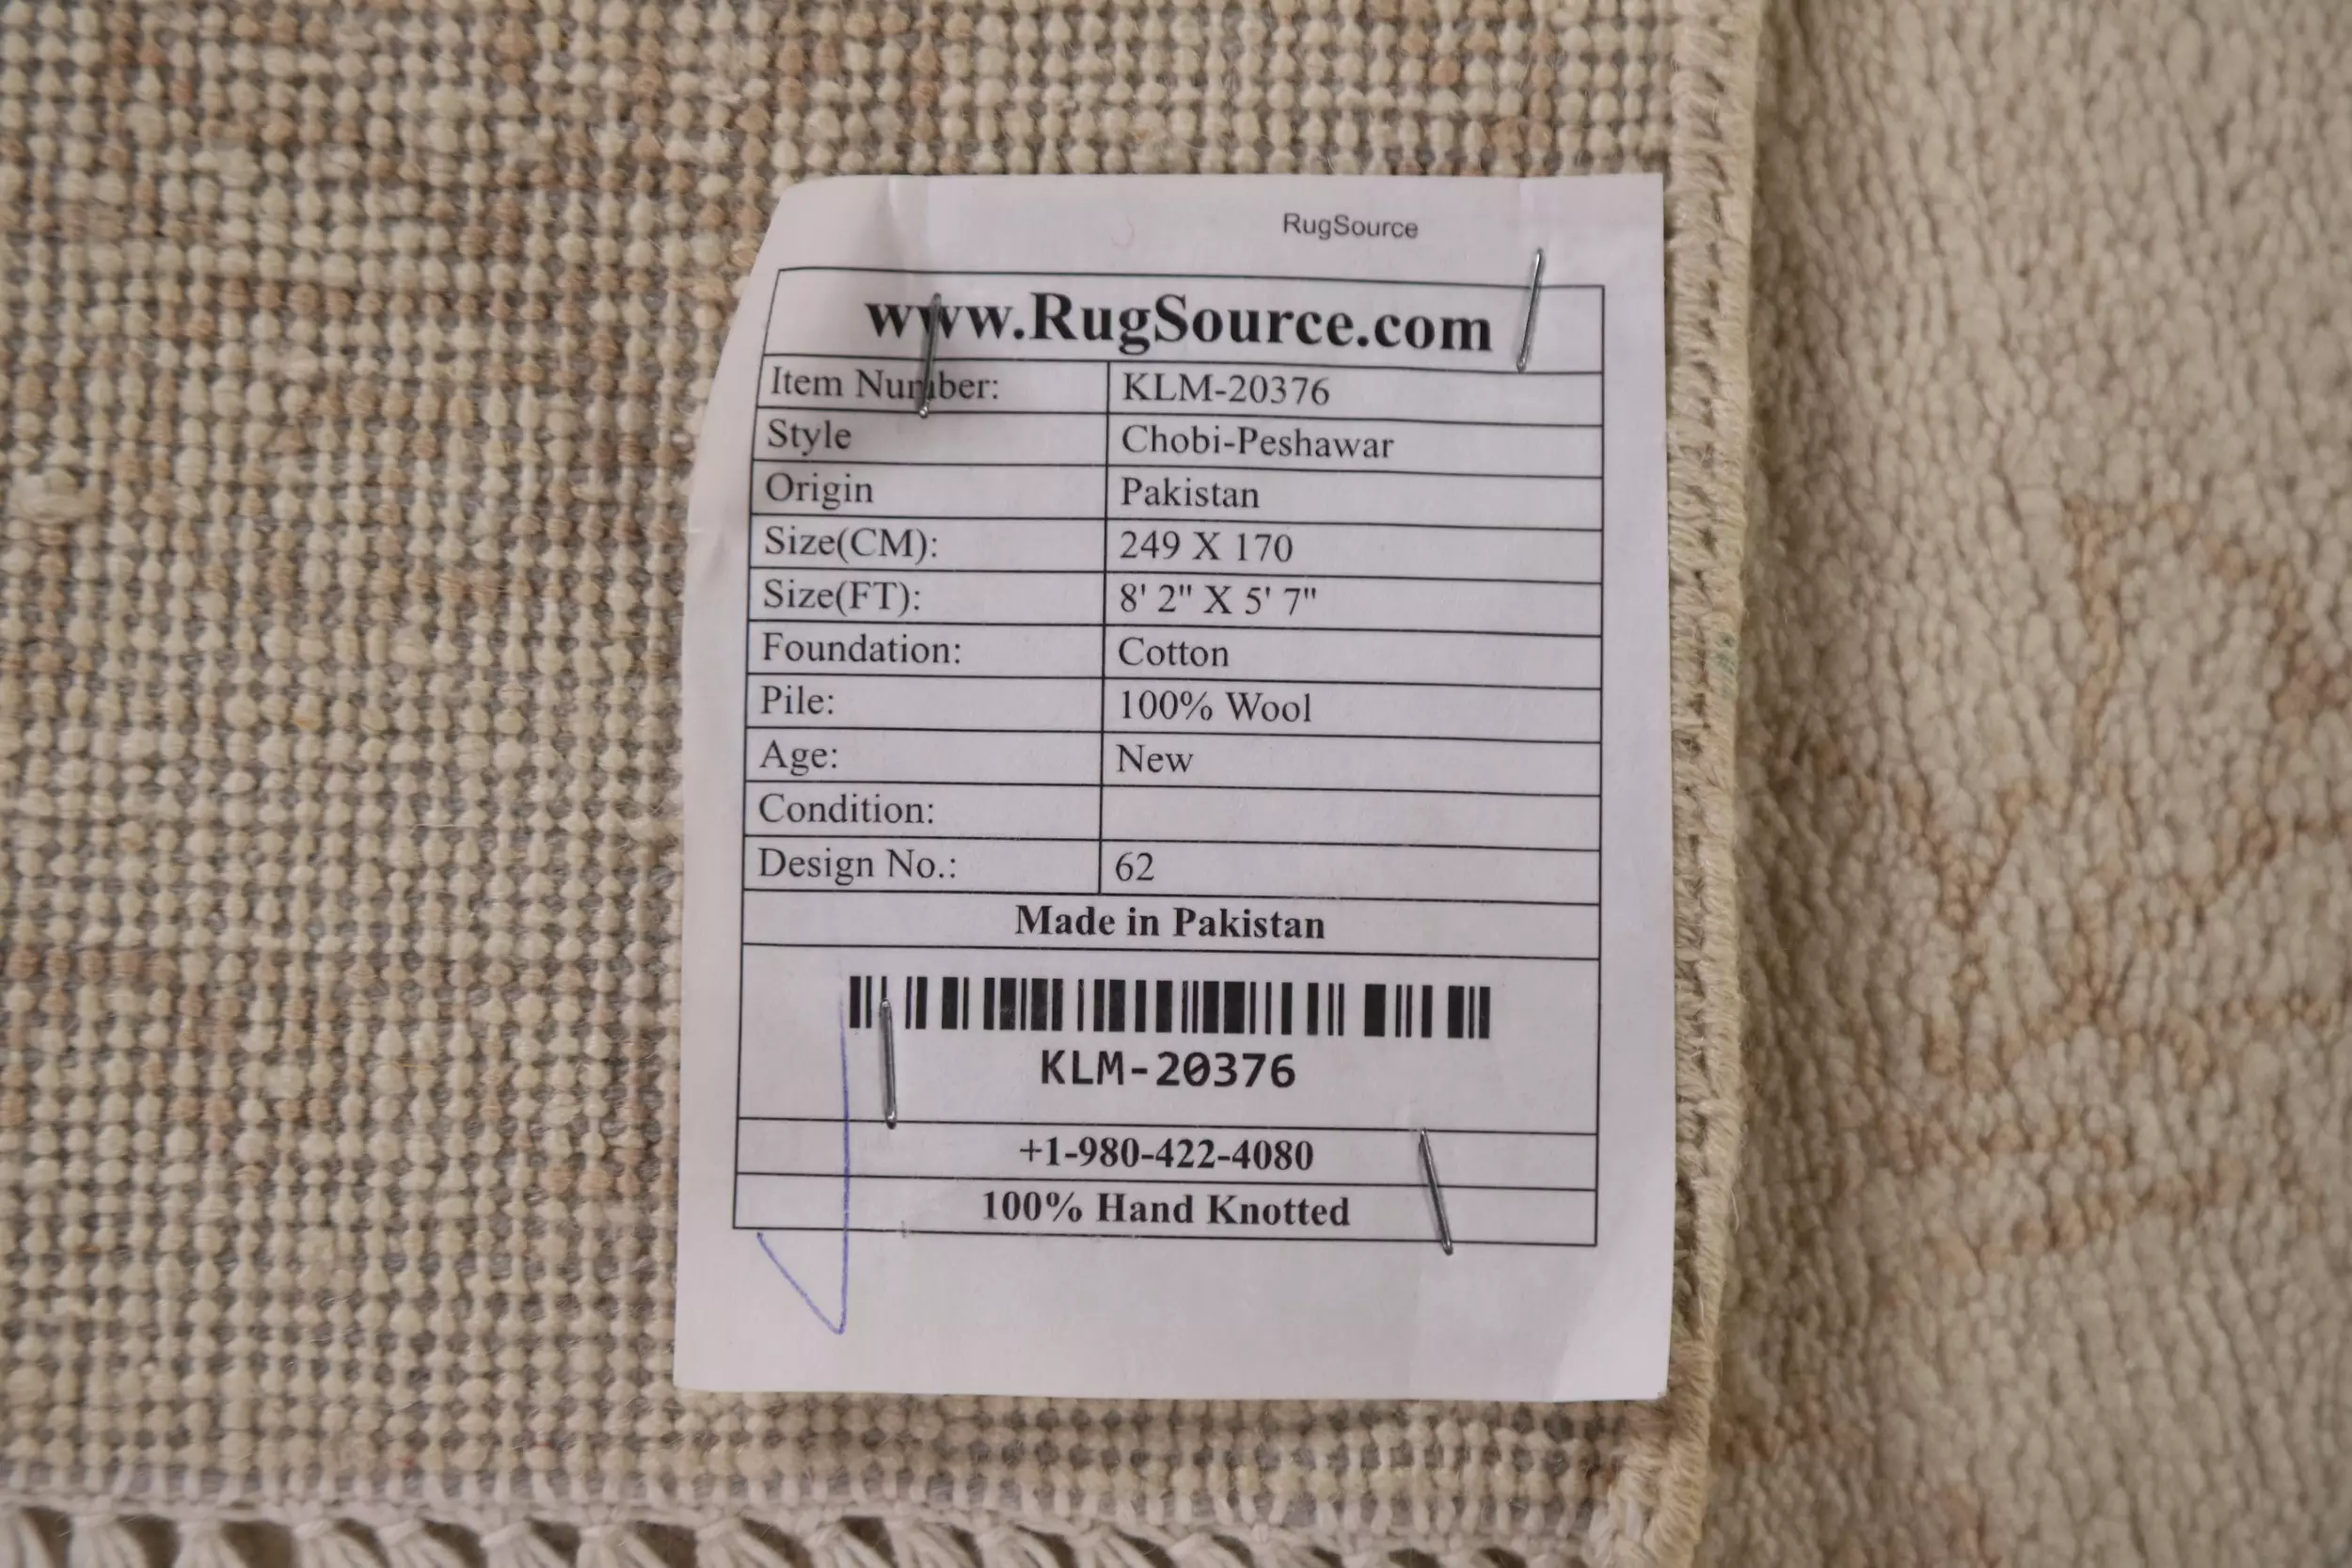 RugSource
www.RugSource.com
Item Number: KLM-20376
Style Chobi-Peshawar
Origin Pakistan
Size(CM): 249 X 170
Size(FT): 8' 2" X 5' 7"
Foundation: Cotton
Pile: 100% Wool
Age: New
Condition:
Design No.: 62
Made in Pakistan
KLM-20376
+1-980-422-4080
100% Hand Knotted